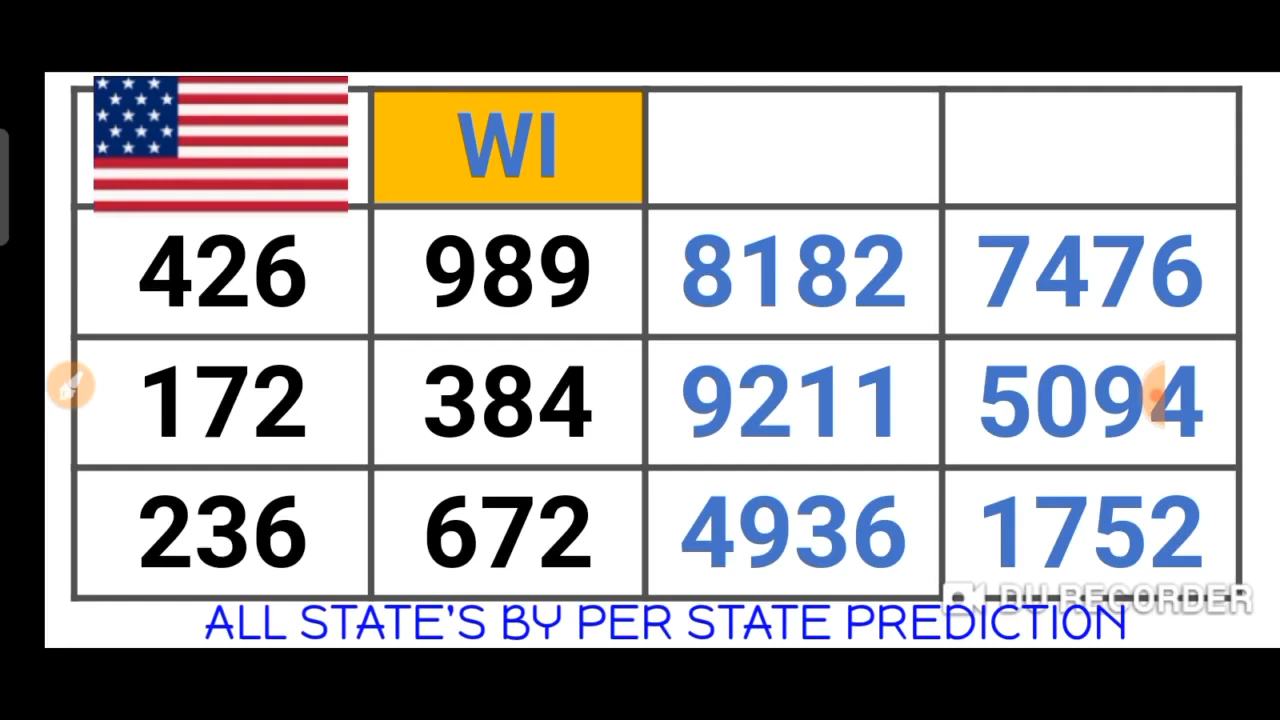 WI
426 989 8182 7476
172 384 9211 5094
236 672 4936 1752
DU RECORDER
ALL STATE'S BY PER STATE PREDICTION